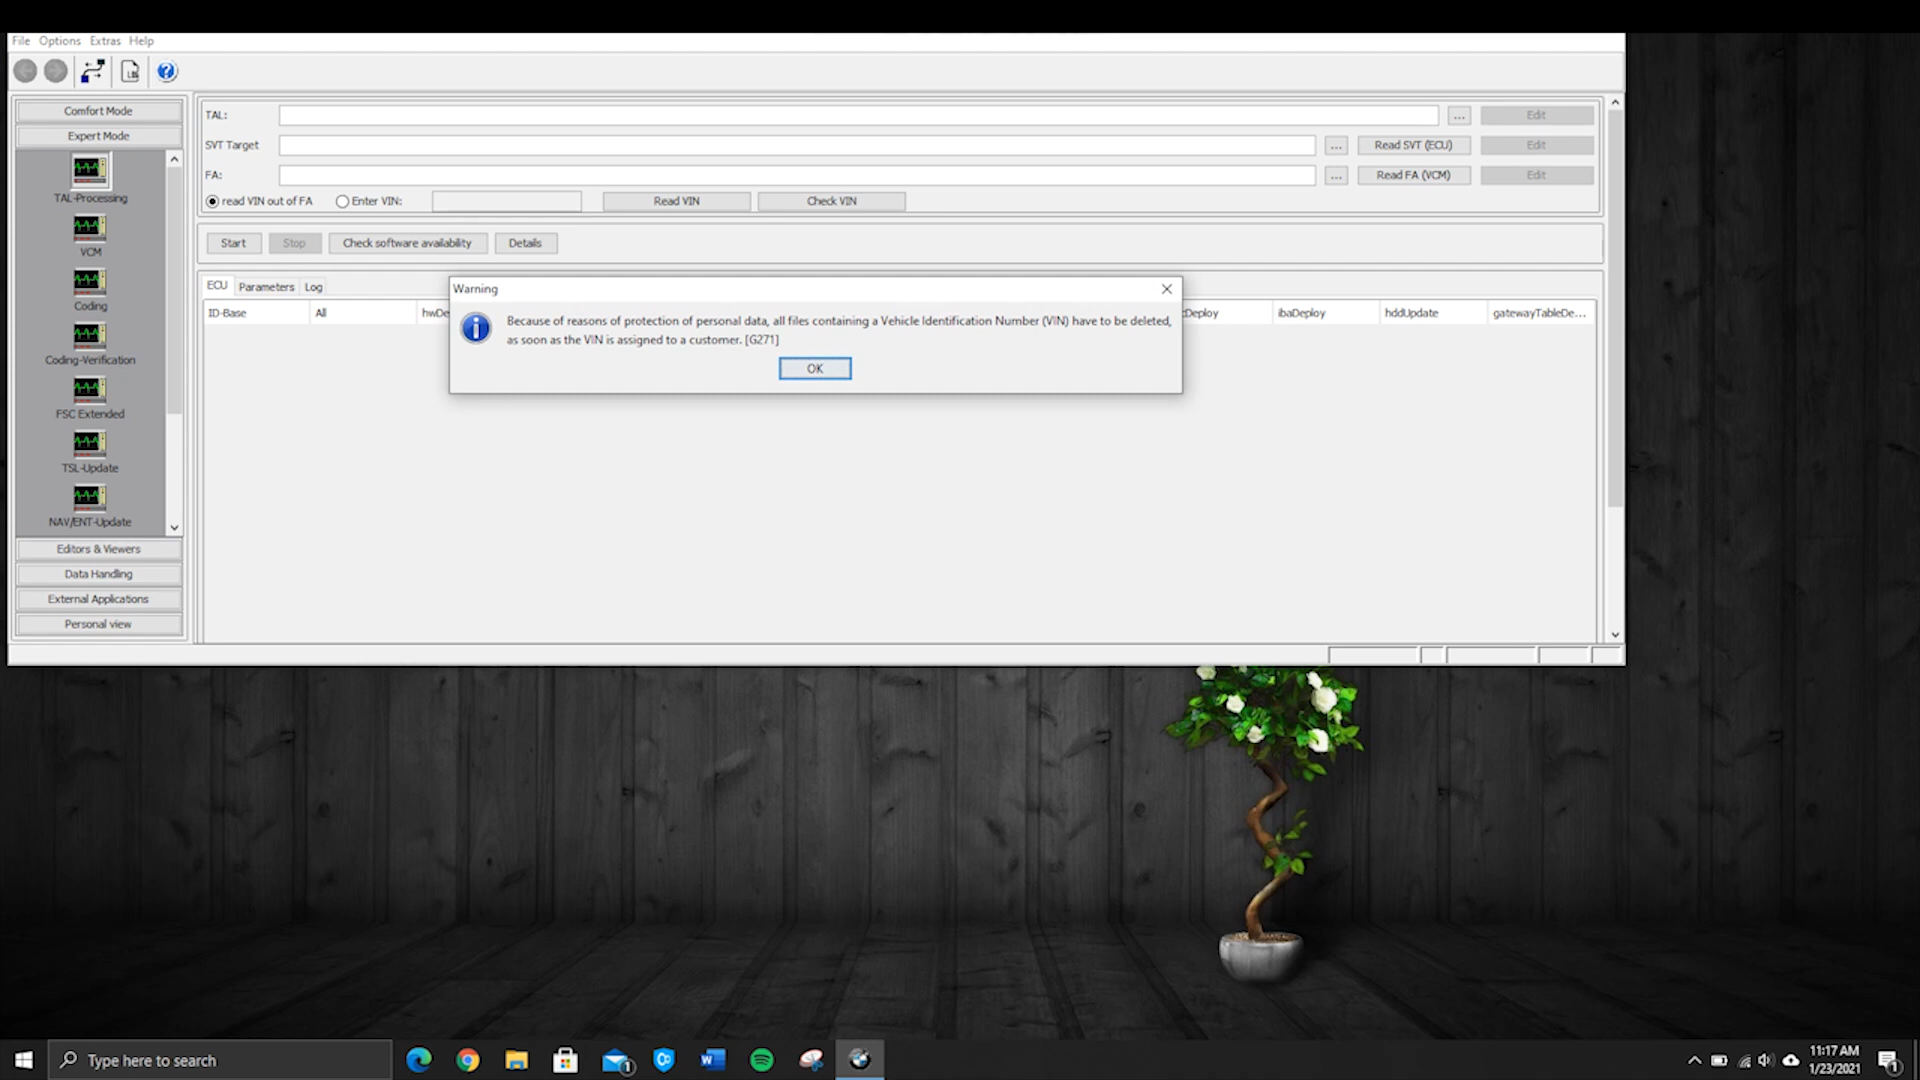 File Options Extras Help
Comfort Mode
Expert Mode
TAL-Processing
VCM
Coding
Coding-Verification
FSC Extended
TSL-Update
NAV/ENT-Update
Editors & Viewers
Data Handling
External Applications
Personal view
TAL: ... Edit
SVT Target ... Read SVT (ECU) Edit
FA: ... Read FA (VCM) Edit
read VIN out of FA Enter VIN: Read VIN Check VIN
Start Stop Check software availability Details
ECU Parameters Log
ID-Base All hwDe cDeploy ibaDeploy hddUpdate gatewayTableDe...
Warning
Because of reasons of protection of personal data, all files containing a Vehicle Identification Number (VIN) have to be deleted,
as soon as the VIN is assigned to a customer. [G271]
OK
Type here to search
11:17 AM
1/23/2021